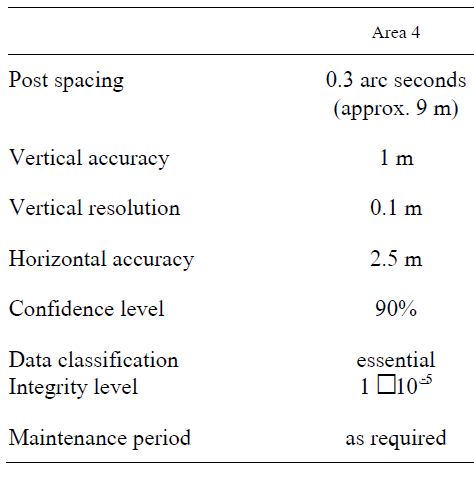 Area 4
Post spacing 0.3 arc seconds
(approx. 9 m)
Vertical accuracy 1 m
Vertical resolution 0.1 m
Horizontal accuracy 2.5 m
Confidence level 90%
Data classification essential
Integrity level 1 □10⁻⁵
Maintenance period as required